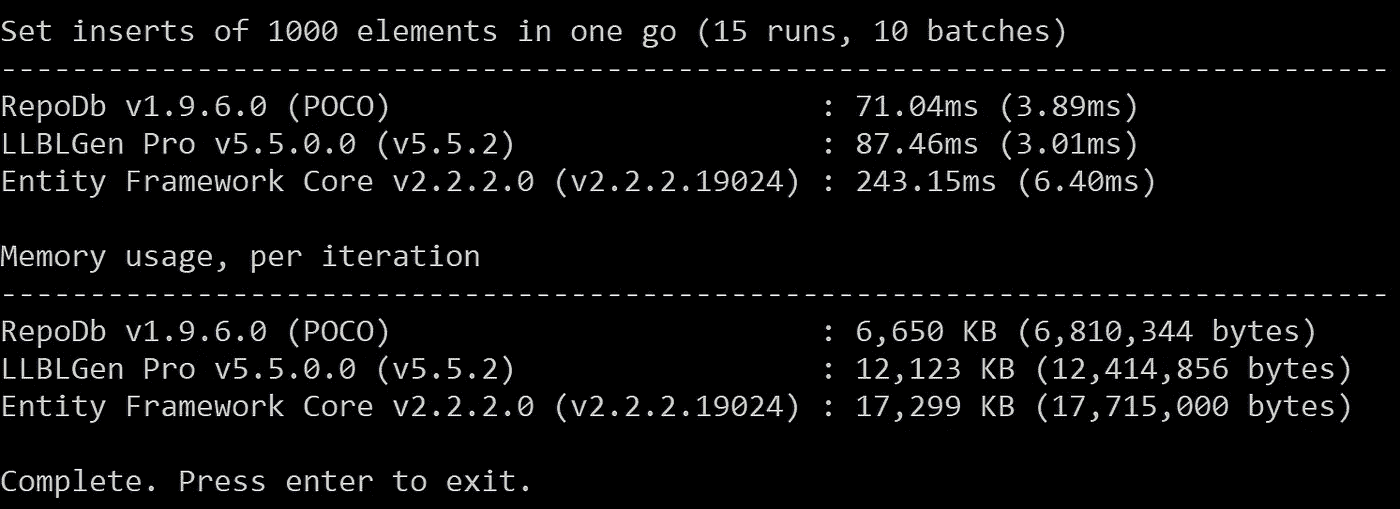 Set inserts of 1000 elements in one go (15 runs, 10 batches)
------------------------------------------------------------------------------------
RepoDb v1.9.6.0 (POCO) : 71.04ms (3.89ms)
LLBLGen Pro v5.5.0.0 (v5.5.2) : 87.46ms (3.01ms)
Entity Framework Core v2.2.2.0 (v2.2.2.19024) : 243.15ms (6.40ms)
Memory usage, per iteration
------------------------------------------------------------------------------------
RepoDb v1.9.6.0 (POCO) : 6,650 KB (6,810,344 bytes)
LLBLGen Pro v5.5.0.0 (v5.5.2) : 12,123 KB (12,414,856 bytes)
Entity Framework Core v2.2.2.0 (v2.2.2.19024) : 17,299 KB (17,715,000 bytes)
Complete. Press enter to exit.